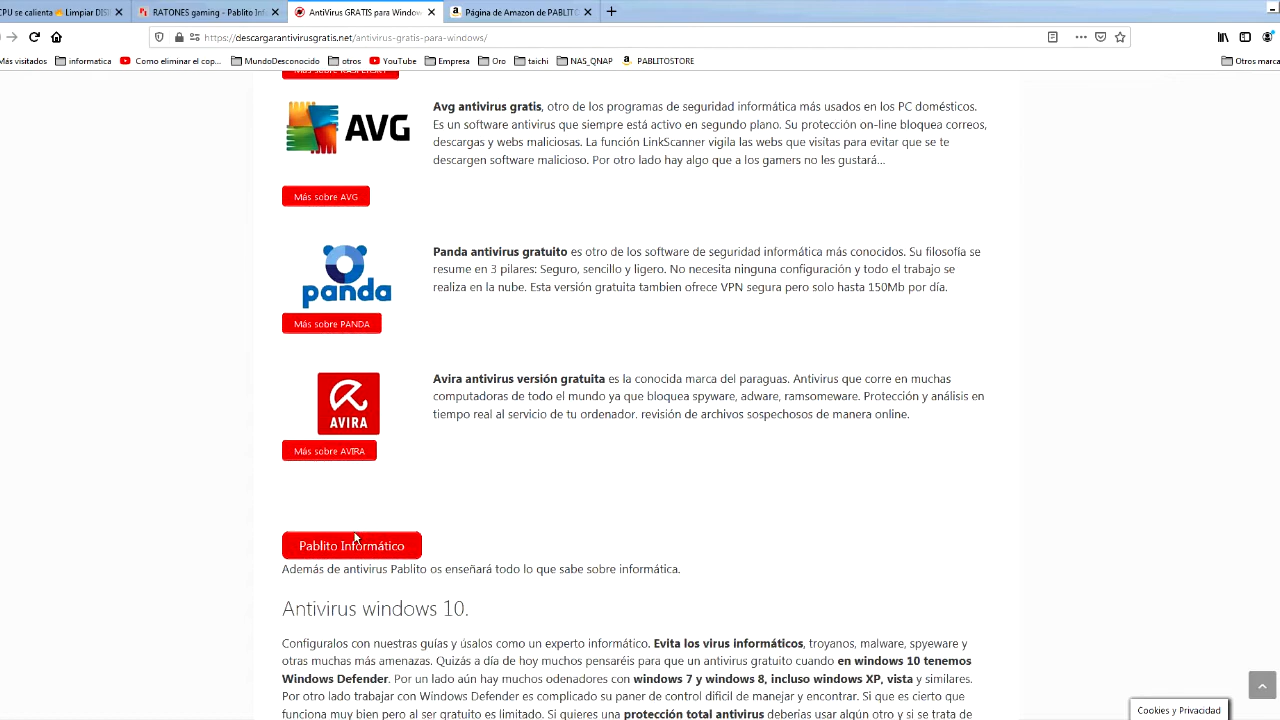 CPU se calienta Limpiar DIS
RATONES gaming - Pablito Inf
AntiVirus GRATIS para Window
Página de Amazon de PABLITO
https://descargarantivirusgratis.net/antivirus-gratis-para-windows/
Más visitados informatica Como eliminar el cop... MundoDesconocido otros YouTube Empresa Oro taichi NAS_QNAP PABLITOSTORE Otros marca
Más sobre KASPERSKY
AVG
Avg antivirus gratis, otro de los programas de seguridad informática más usados en los PC domésticos.
Es un software antivirus que siempre está activo en segundo plano. Su protección on-line bloquea correos,
descargas y webs maliciosas. La función LinkScanner vigila las webs que visitas para evitar que se te
descargen software malicioso. Por otro lado hay algo que a los gamers no les gustará...
Más sobre AVG
panda
Panda antivirus gratuito es otro de los software de seguridad informática más conocidos. Su filosofía se
resume en 3 pilares: Seguro, sencillo y ligero. No necesita ninguna configuración y todo el trabajo se
realiza en la nube. Esta versión gratuita tambien ofrece VPN segura pero solo hasta 150Mb por día.
Más sobre PANDA
AVIRA
Avira antivirus versión gratuita es la conocida marca del paraguas. Antivirus que corre en muchas
computadoras de todo el mundo ya que bloquea spyware, adware, ramsomeware. Protección y análisis en
tiempo real al servicio de tu ordenador. revisión de archivos sospechosos de manera online.
Más sobre AVIRA
Pablito Informático
Además de antivirus Pablito os enseñará todo lo que sabe sobre informática.
Antivirus windows 10.
Configuralos con nuestras guías y úsalos como un experto informático. Evita los virus informáticos, troyanos, malware, spyeware y
otras muchas más amenazas. Quizás a día de hoy muchos pensaréis para que un antivirus gratuito cuando en windows 10 tenemos
Windows Defender. Por un lado aún hay muchos odenadores con windows 7 y windows 8, incluso windows XP, vista y similares.
Por otro lado trabajar con Windows Defender es complicado su paner de control dificil de manejar y encontrar. Si que es cierto que
funciona muy bien pero al ser gratuito es limitado. Si quieres una protección total antivirus deberías usar algún otro y si se trata de
Cookies y Privacidad